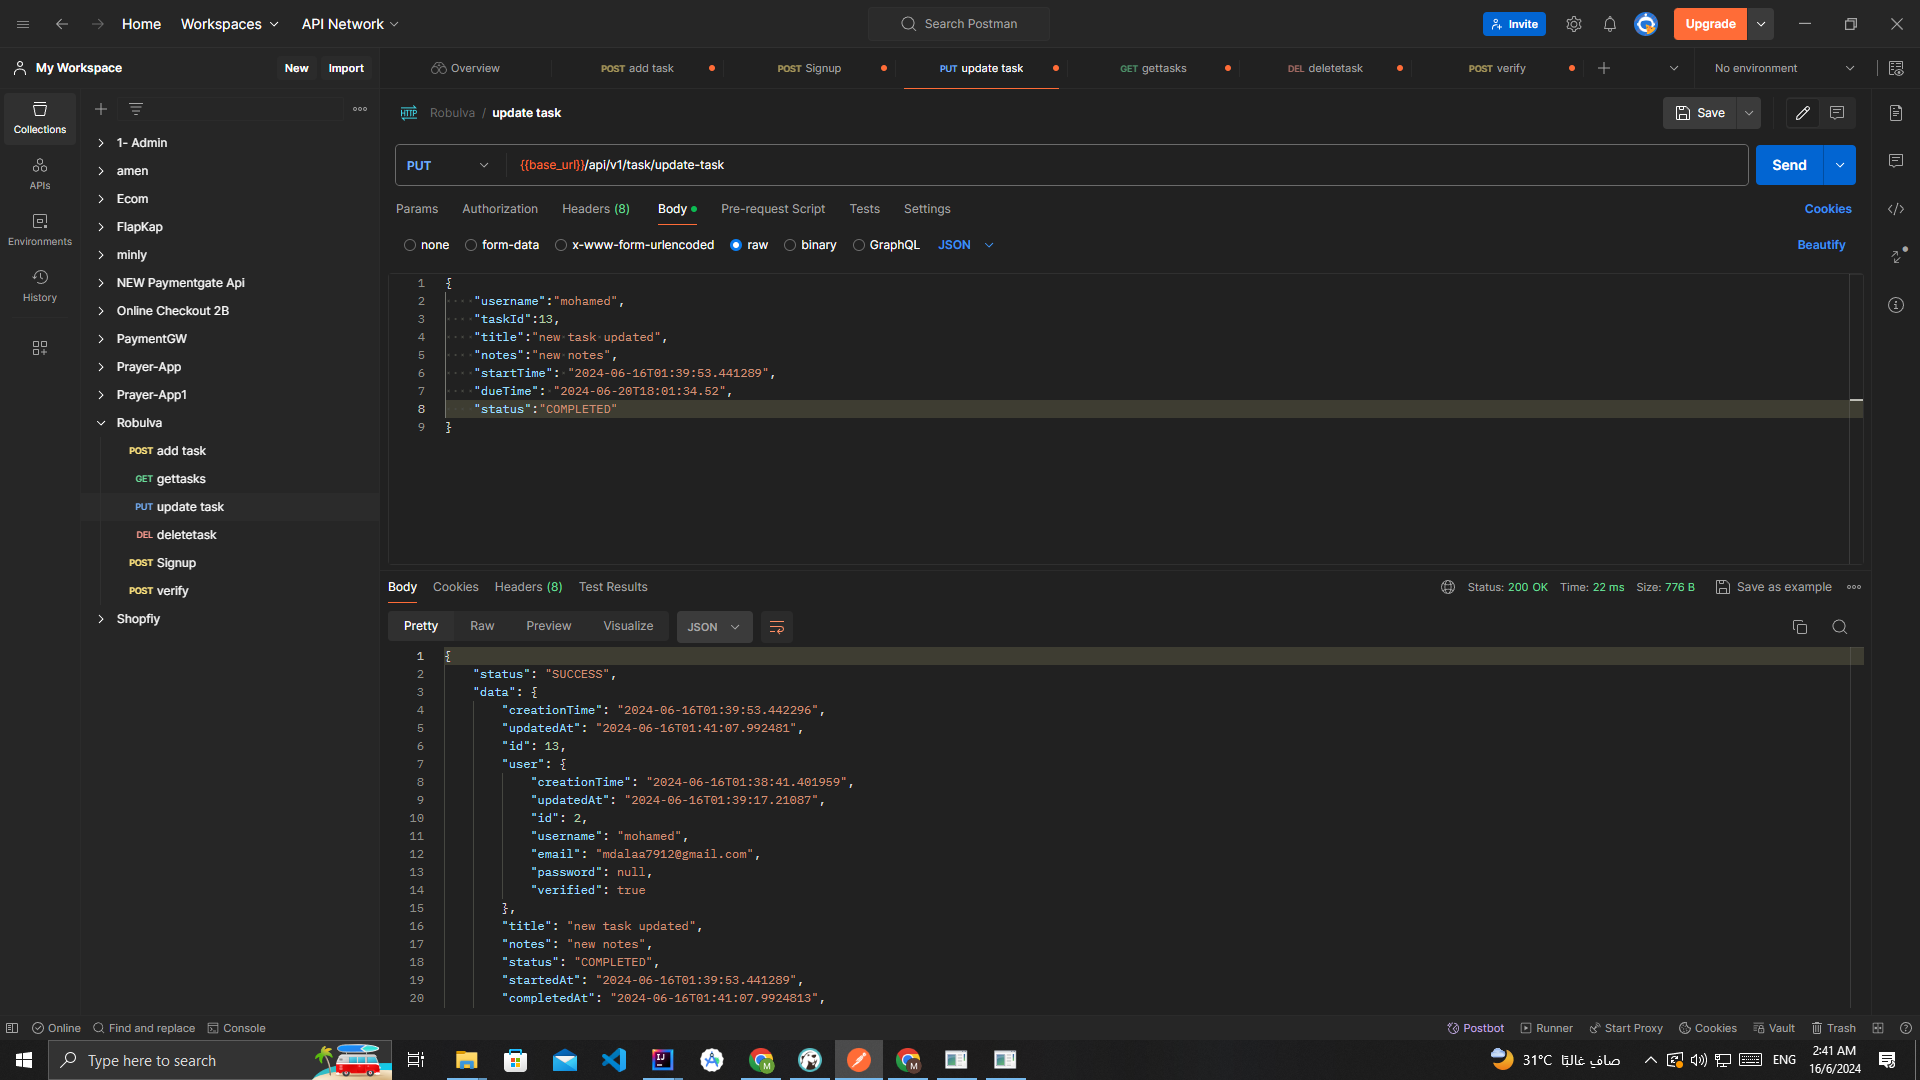 Home Workspaces API Network Search Postman Invite Upgrade
My Workspace New Import Overview POST add task POST Signup PUT update task GET gettasks DEL deletetask POST verify No environment
Collections
APIs
Environments
History
1- Admin
amen
Ecom
FlapKap
minly
NEW Paymentgate Api
Online Checkout 2B
PaymentGW
Prayer-App
Prayer-App1
Robulva
POST add task
GET gettasks
PUT update task
DEL deletetask
POST Signup
POST verify
Shopfiy
HTTP Robulva / update task Save
PUT {{base_url}}/api/v1/task/update-task Send
Params Authorization Headers (8) Body Pre-request Script Tests Settings Cookies
none form-data x-www-form-urlencoded raw binary GraphQL JSON Beautify
1 {
2 "username":"mohamed",
3 "taskId":13,
4 "title":"new task updated",
5 "notes":"new notes",
6 "startTime": "2024-06-16T01:39:53.441289",
7 "dueTime": "2024-06-20T18:01:34.52",
8 "status":"COMPLETED"
9 }
Body Cookies Headers (8) Test Results Status: 200 OK Time: 22 ms Size: 776 B Save as example
Pretty Raw Preview Visualize JSON
1 {
2 "status": "SUCCESS",
3 "data": {
4 "creationTime": "2024-06-16T01:39:53.442296",
5 "updatedAt": "2024-06-16T01:41:07.992481",
6 "id": 13,
7 "user": {
8 "creationTime": "2024-06-16T01:38:41.401959",
9 "updatedAt": "2024-06-16T01:39:17.21087",
10 "id": 2,
11 "username": "mohamed",
12 "email": "mdalaa7912@gmail.com",
13 "password": null,
14 "verified": true
15 },
16 "title": "new task updated",
17 "notes": "new notes",
18 "status": "COMPLETED",
19 "startedAt": "2024-06-16T01:39:53.441289",
20 "completedAt": "2024-06-16T01:41:07.9924813",
Online Find and replace Console Postbot Runner Start Proxy Cookies Vault Trash
Type here to search 31°C صافٍ غالبًا ENG 2:41 AM
16/6/2024